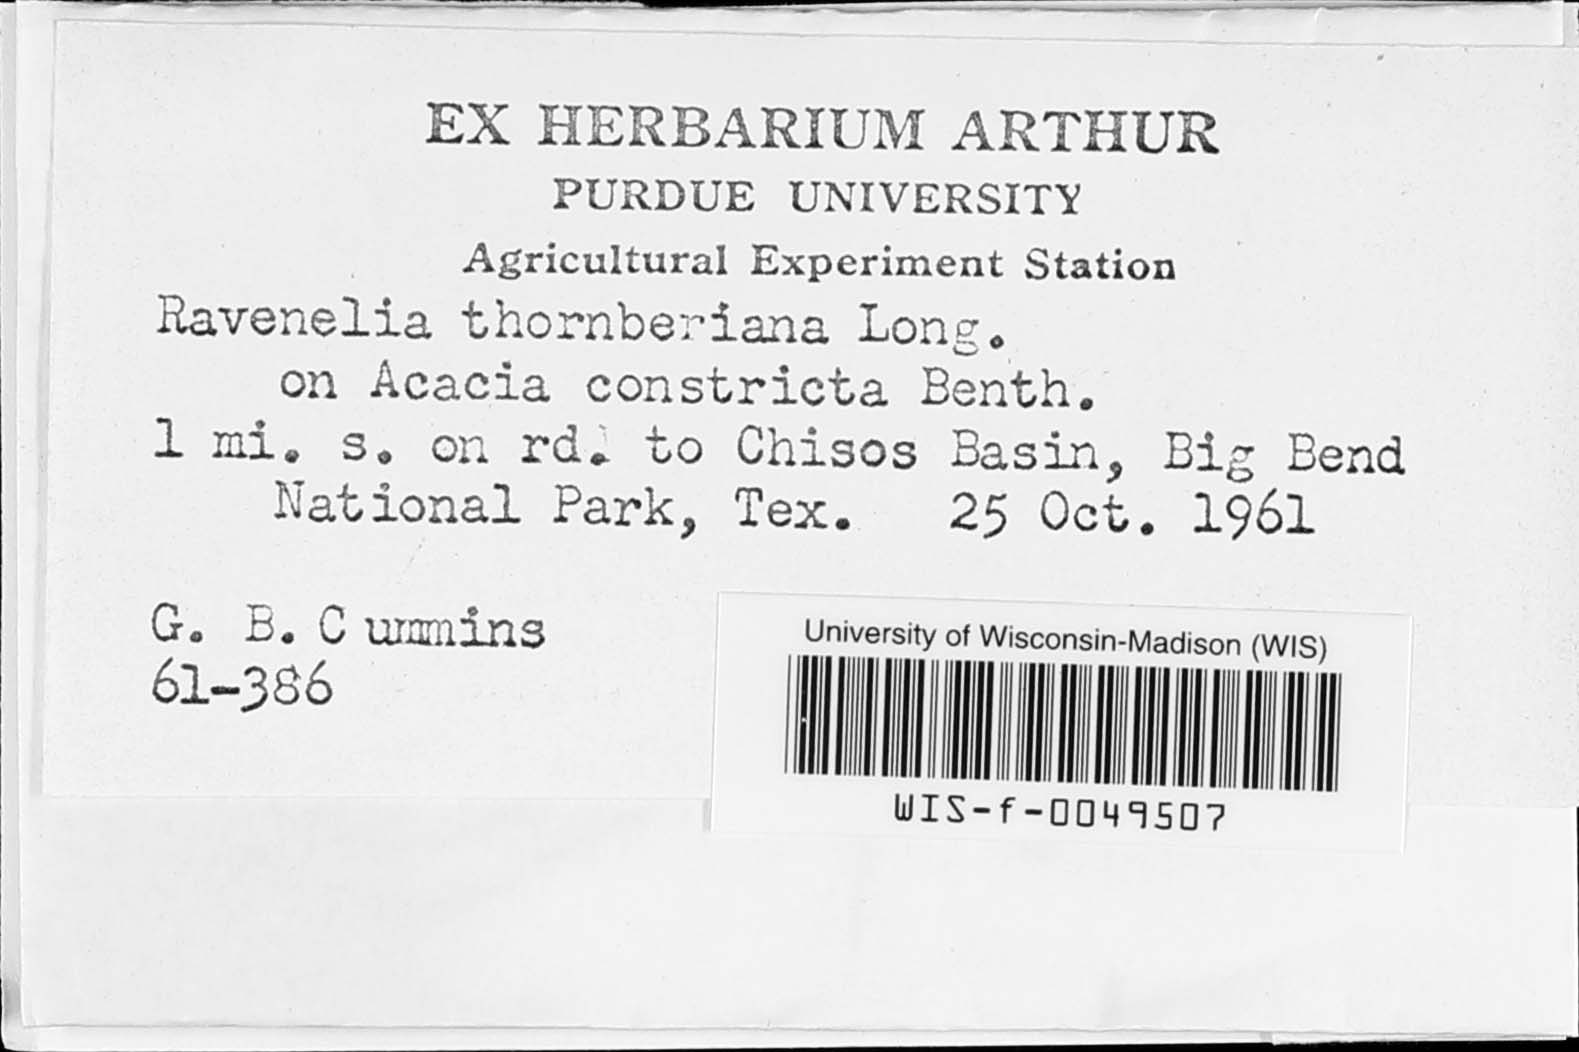 EX HERBARIUM ARTHUR
PURDUE UNIVERSITY
Agricultural Experiment Station
Ravenelia thornberiana Long.
on Acacia constricta Benth.
1 mi. s. on rd. to Chisos Basin, Big Bend
National Park, Tex. 25 Oct. 1961
G. B. Cummins
61-386
University of Wisconsin-Madison (WIS)
WIS-f-0049507